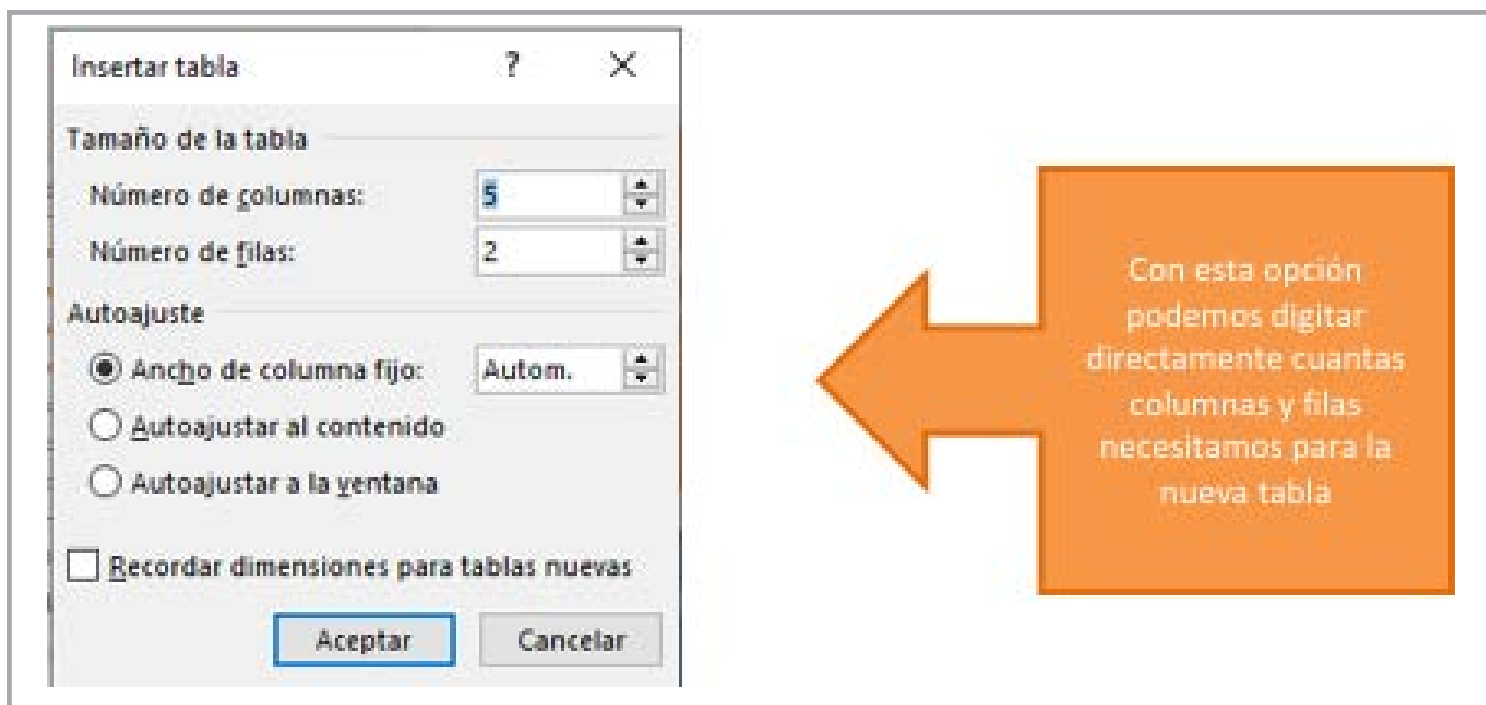 Insertar tabla ? X
Tamaño de la tabla
Número de columnas: 5
Número de filas: 2
Autoajuste
Ancho de columna fijo: Autom.
Autoajustar al contenido
Autoajustar a la ventana
Recordar dimensiones para tablas nuevas
Aceptar Cancelar
Con esta opción
podemos digitar
directamente cuantas
columnas y filas
necesitamos para la
nueva tabla